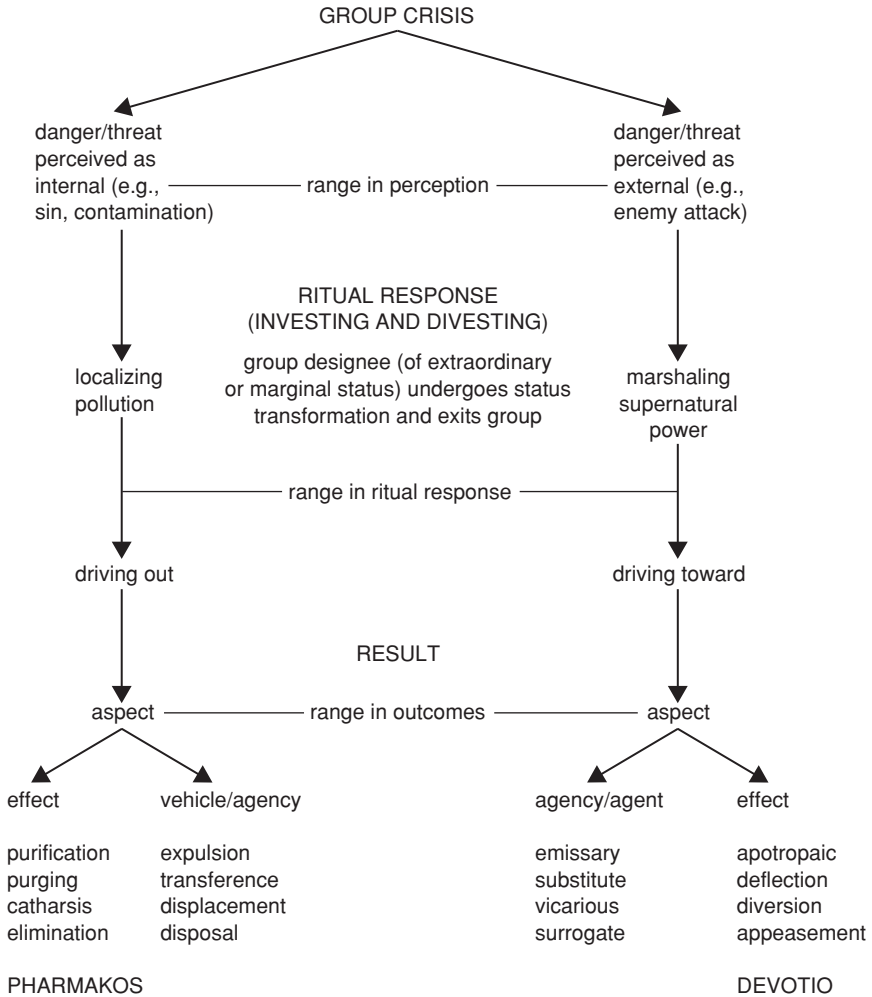 GROUP CRISIS
danger/threat
perceived as
internal (e.g.,
sin, contamination)
range in perception
danger/threat
perceived as
external (e.g.,
enemy attack)
RITUAL RESPONSE
(INVESTING AND DIVESTING)
group designee (of extraordinary
or marginal status) undergoes status
transformation and exits group
localizing
pollution
marshaling
supernatural
power
range in ritual response
driving out
driving toward
RESULT
aspect
range in outcomes
aspect
effect
purification
purging
catharsis
elimination
vehicle/agency
expulsion
transference
displacement
disposal
agency/agent
emissary
substitute
vicarious
surrogate
effect
apotropaic
deflection
diversion
appeasement
PHARMAKOS
DEVOTIO